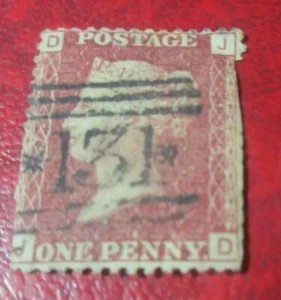 D POSTAGE J
131
J ONE PENNY. D